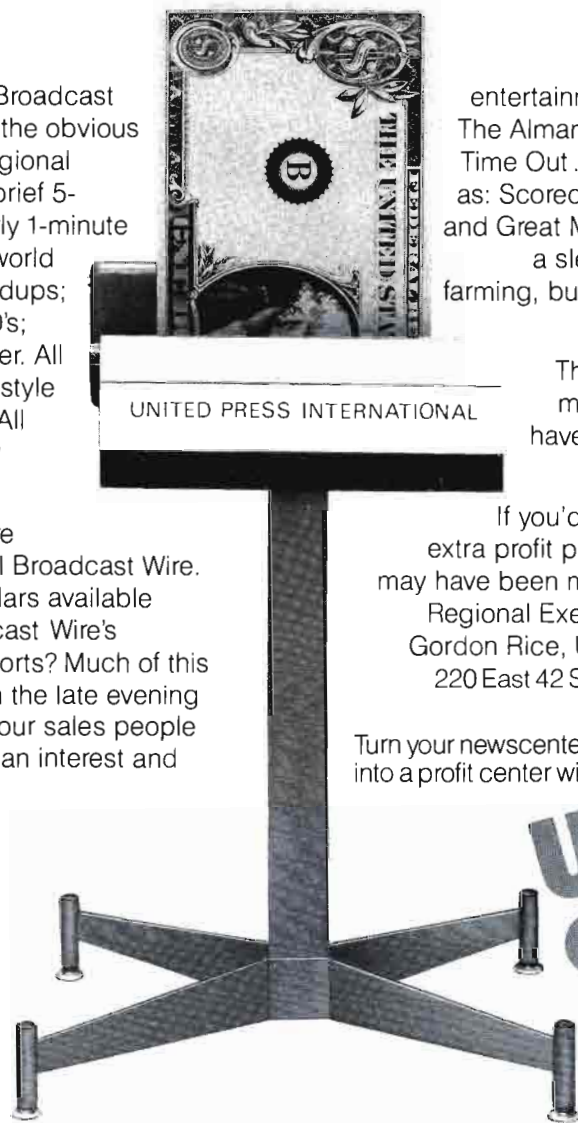 Broadcast
the obvious
gional
brief 5-
ly 1-minute
world
dups;
's;
er. All
style
All
UNITED PRESS INTERNATIONAL
B
THE UNITED STA
re
l Broadcast Wire.
lars available
cast Wire's
orts? Much of this
n the late evening
our sales people
an interest and
entertainm
The Alman
Time Out .
as: Scorec
and Great M
a sle
farming, bu
Th
m
have
If you'd
extra profit p
may have been m
Regional Exe
Gordon Rice, U
220 East 42 S
Turn your newscente
into a profit center wi